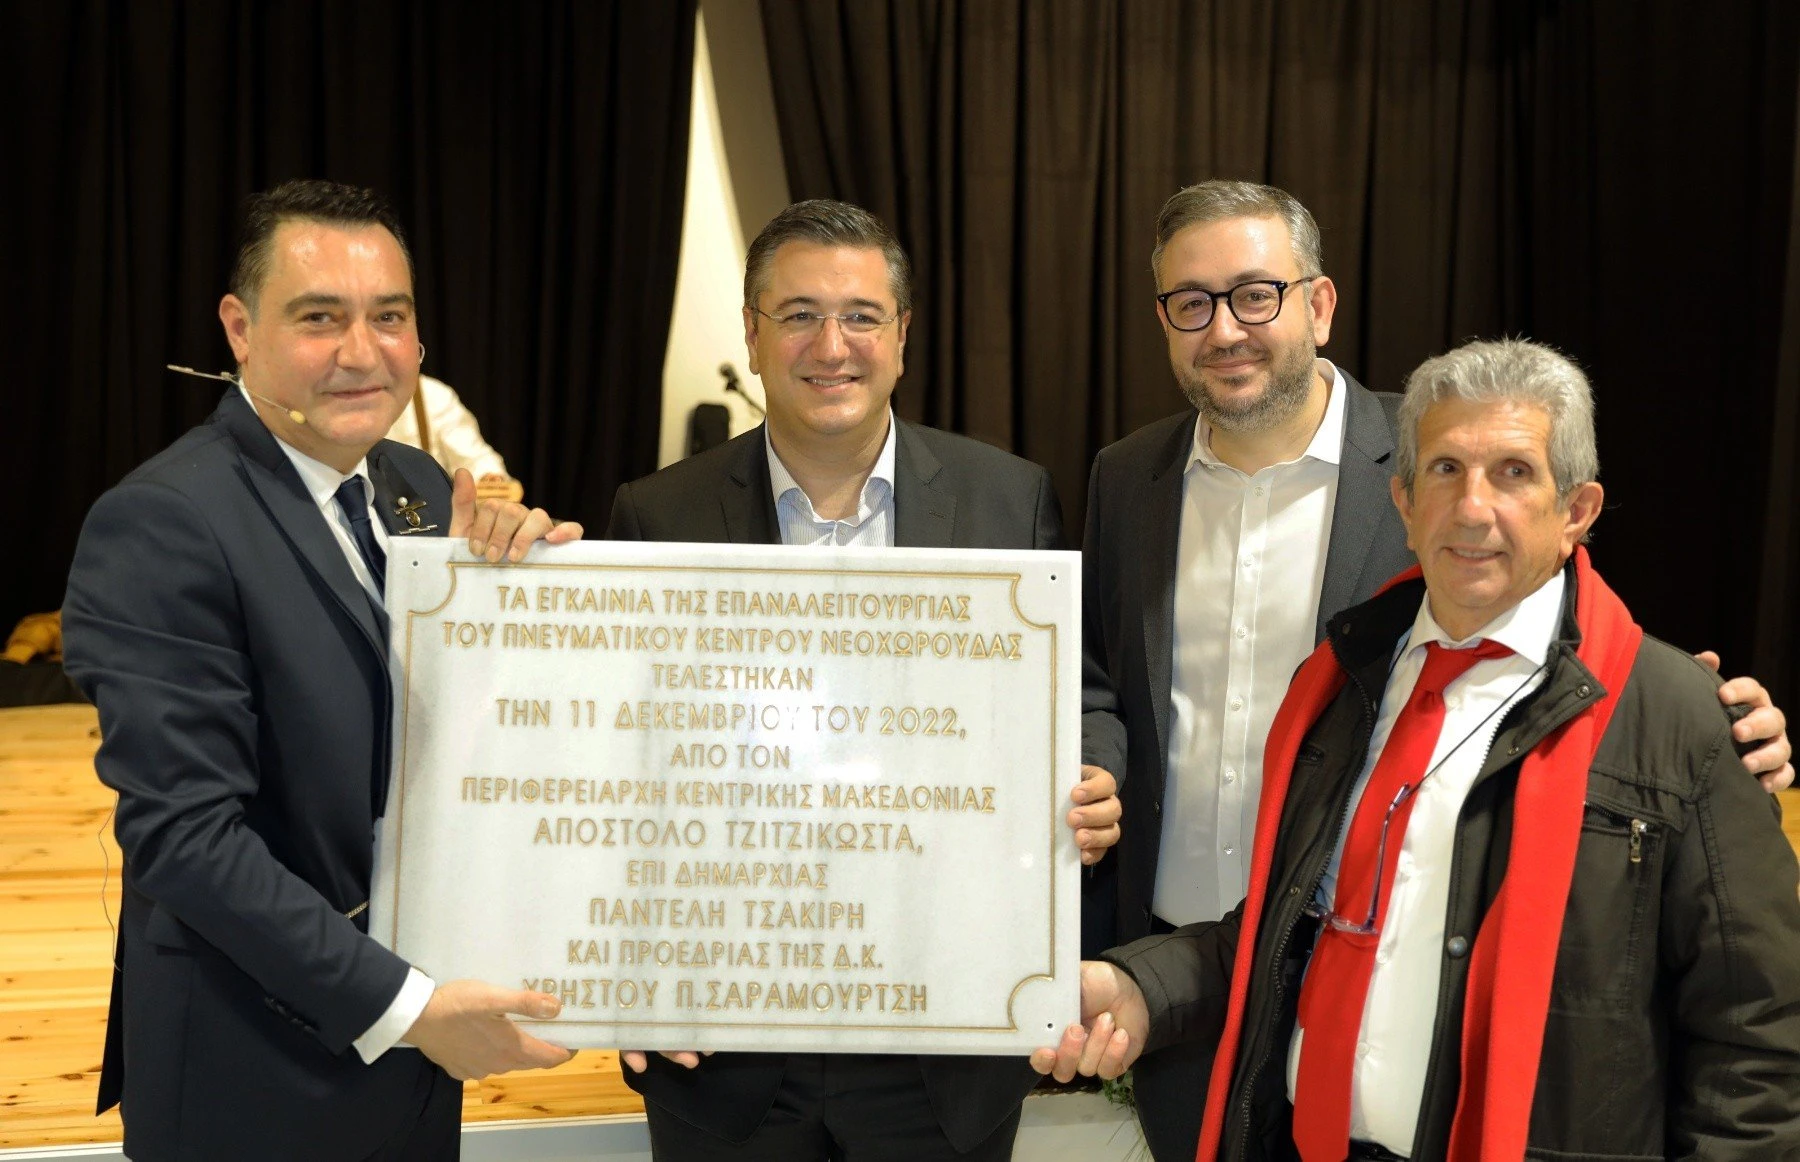 ΤΑ ΕΓΚΑΙΝΙΑ ΤΗΣ ΕΠΑΝΑΛΕΙΤΟΥΡΓΙΑΣ
ΤΟΥ ΠΝΕΥΜΑΤΙΚΟΥ ΚΕΝΤΡΟΥ ΝΕΟΧΩΡΟΥΔΑΣ
ΤΕΛΕΣΤΗΚΑΝ
ΤΗΝ 11 ΔΕΚΕΜΒΡΙΟΥ ΤΟΥ 2022,
ΑΠΟ ΤΟΝ
ΠΕΡΙΦΕΡΕΙΑΡΧΗ ΚΕΝΤΡΙΚΗΣ ΜΑΚΕΔΟΝΙΑΣ
ΑΠΟΣΤΟΛΟ ΤΖΙΤΖΙΚΩΣΤΑ,
ΕΠΙ ΔΗΜΑΡΧΙΑΣ
ΠΑΝΤΕΛΗ ΤΣΑΚΙΡΗ
ΚΑΙ ΠΡΟΕΔΡΙΑΣ ΤΗΣ Δ.Κ.
ΧΡΗΣΤΟΥ Π.ΣΑΡΑΜΟΥΡΤΣΗ